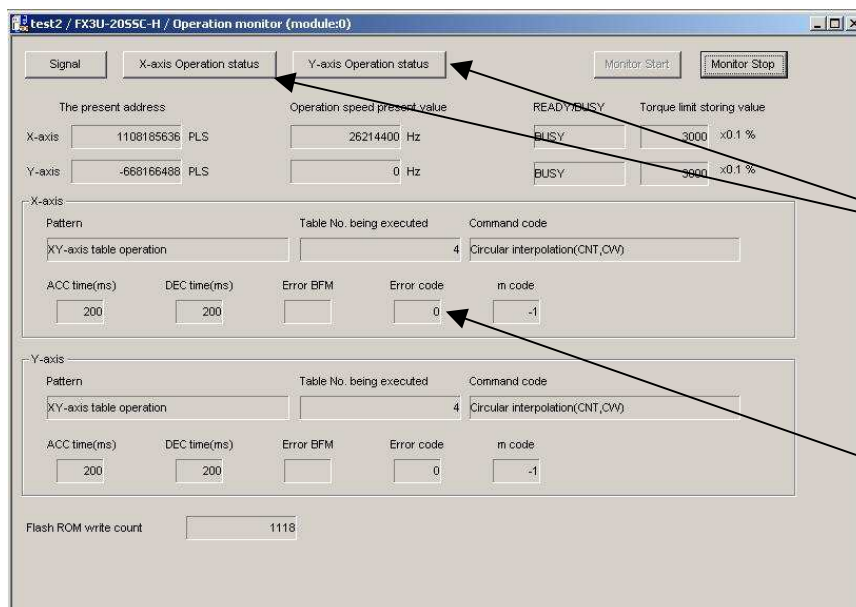 test2 / FX3U-20SSC-H / Operation monitor (module:0)
Signal X-axis Operation status Y-axis Operation status Monitor Start Monitor Stop
The present address Operation speed present value READY/BUSY Torque limit storing value
X-axis 1108185636 PLS 26214400 Hz BUSY 3000 x0.1 %
Y-axis -668166488 PLS 0 Hz BUSY 3000 x0.1 %
X-axis
Pattern Table No. being executed Command code
XY-axis table operation 4 Circular interpolation(CNT,CW)
ACC time(ms) DEC time(ms) Error BFM Error code m code
200 200 0 -1
Y-axis
Pattern Table No. being executed Command code
XY-axis table operation 4 Circular interpolation(CNT,CW)
ACC time(ms) DEC time(ms) Error BFM Error code m code
200 200 0 -1
Flash ROM write count 1118